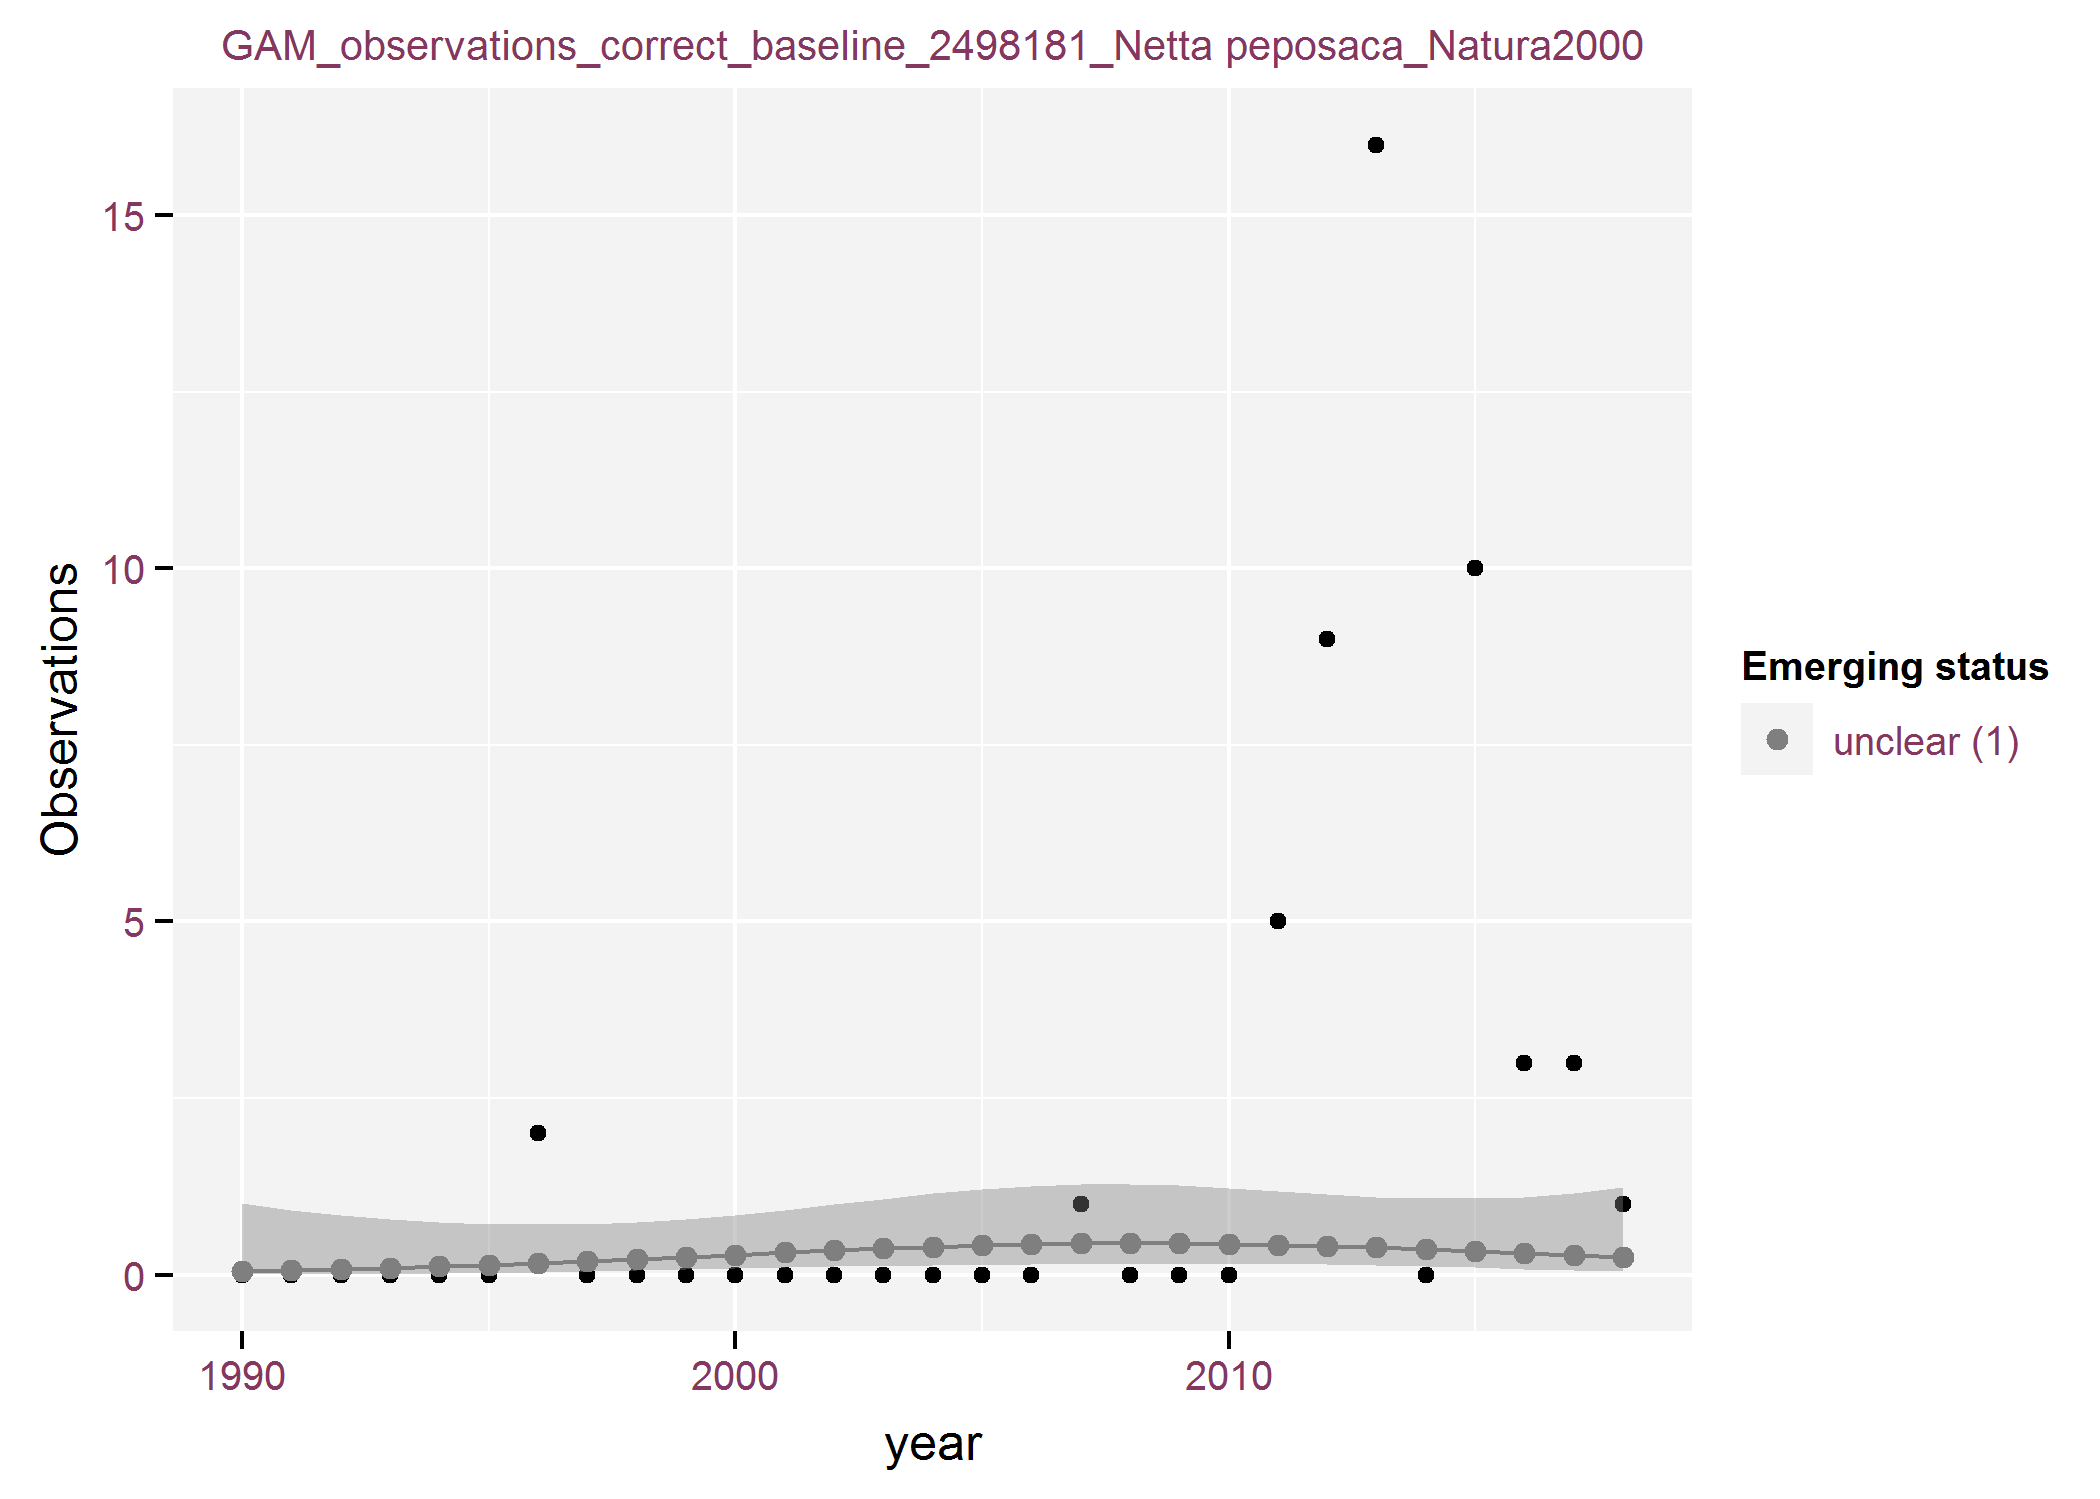 GAM_observations_correct_baseline_2498181_Netta peposaca_Natura2000
15
10
5
0
Observations
1990
2000
2010
year
Emerging status
unclear (1)